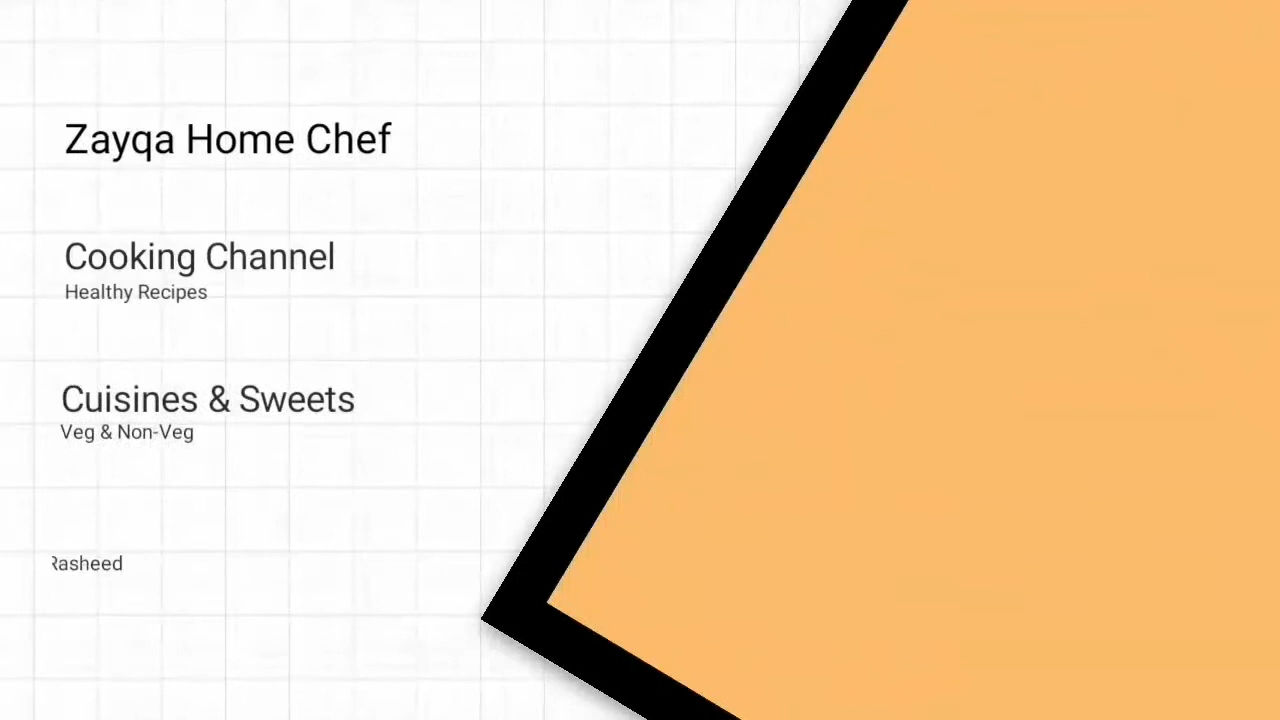 Zayqa Home Chef
Cooking Channel
Healthy Recipes
Cuisines & Sweets
Veg & Non-Veg
Rasheed